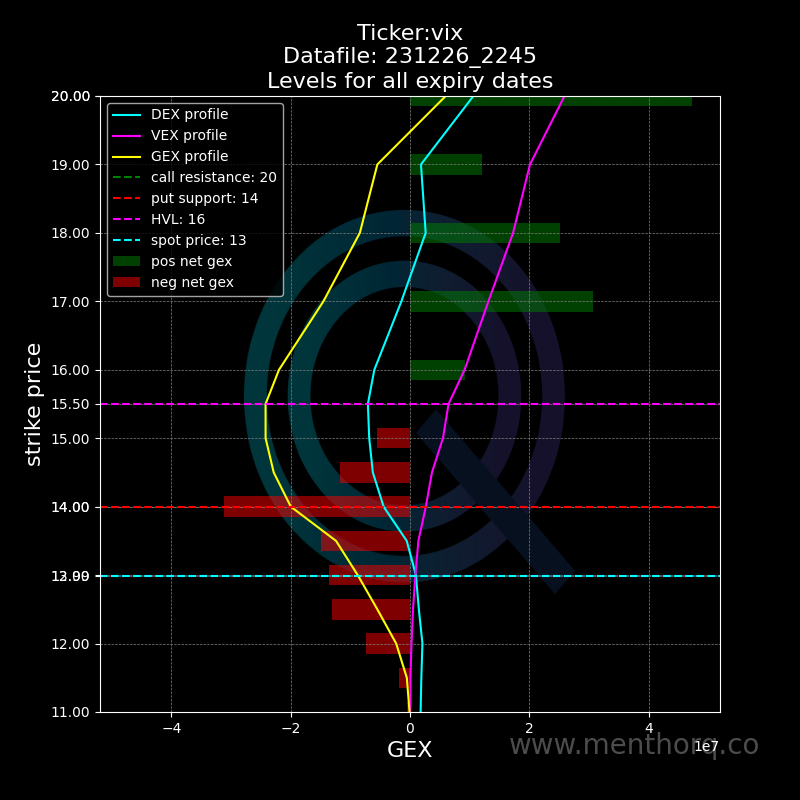 Ticker:vix
Datafile: 231226_2245
Levels for all expiry dates
DEX profile
VEX profile
GEX profile
call resistance: 20
put support: 14
HVL: 16
spot price: 13
pos net gex
neg net gex
strike price
20.00
19.00
18.00
17.00
16.00
15.50
15.00
14.00
12.00
11.00
−4
−2
0
2
4
1e7
GEX
www.menthorq.co